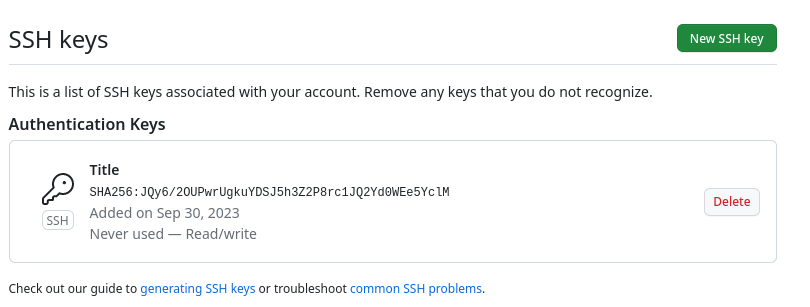 SSH keys
New SSH key
This is a list of SSH keys associated with your account. Remove any keys that you do not recognize.
Authentication Keys
Title
SHA256:JQy6/2OUPwrUgkuYDSJ5h3Z2P8rc1JQ2Yd0WEe5YclM
Added on Sep 30, 2023
Never used — Read/write
SSH
Delete
Check out our guide to generating SSH keys or troubleshoot common SSH problems.